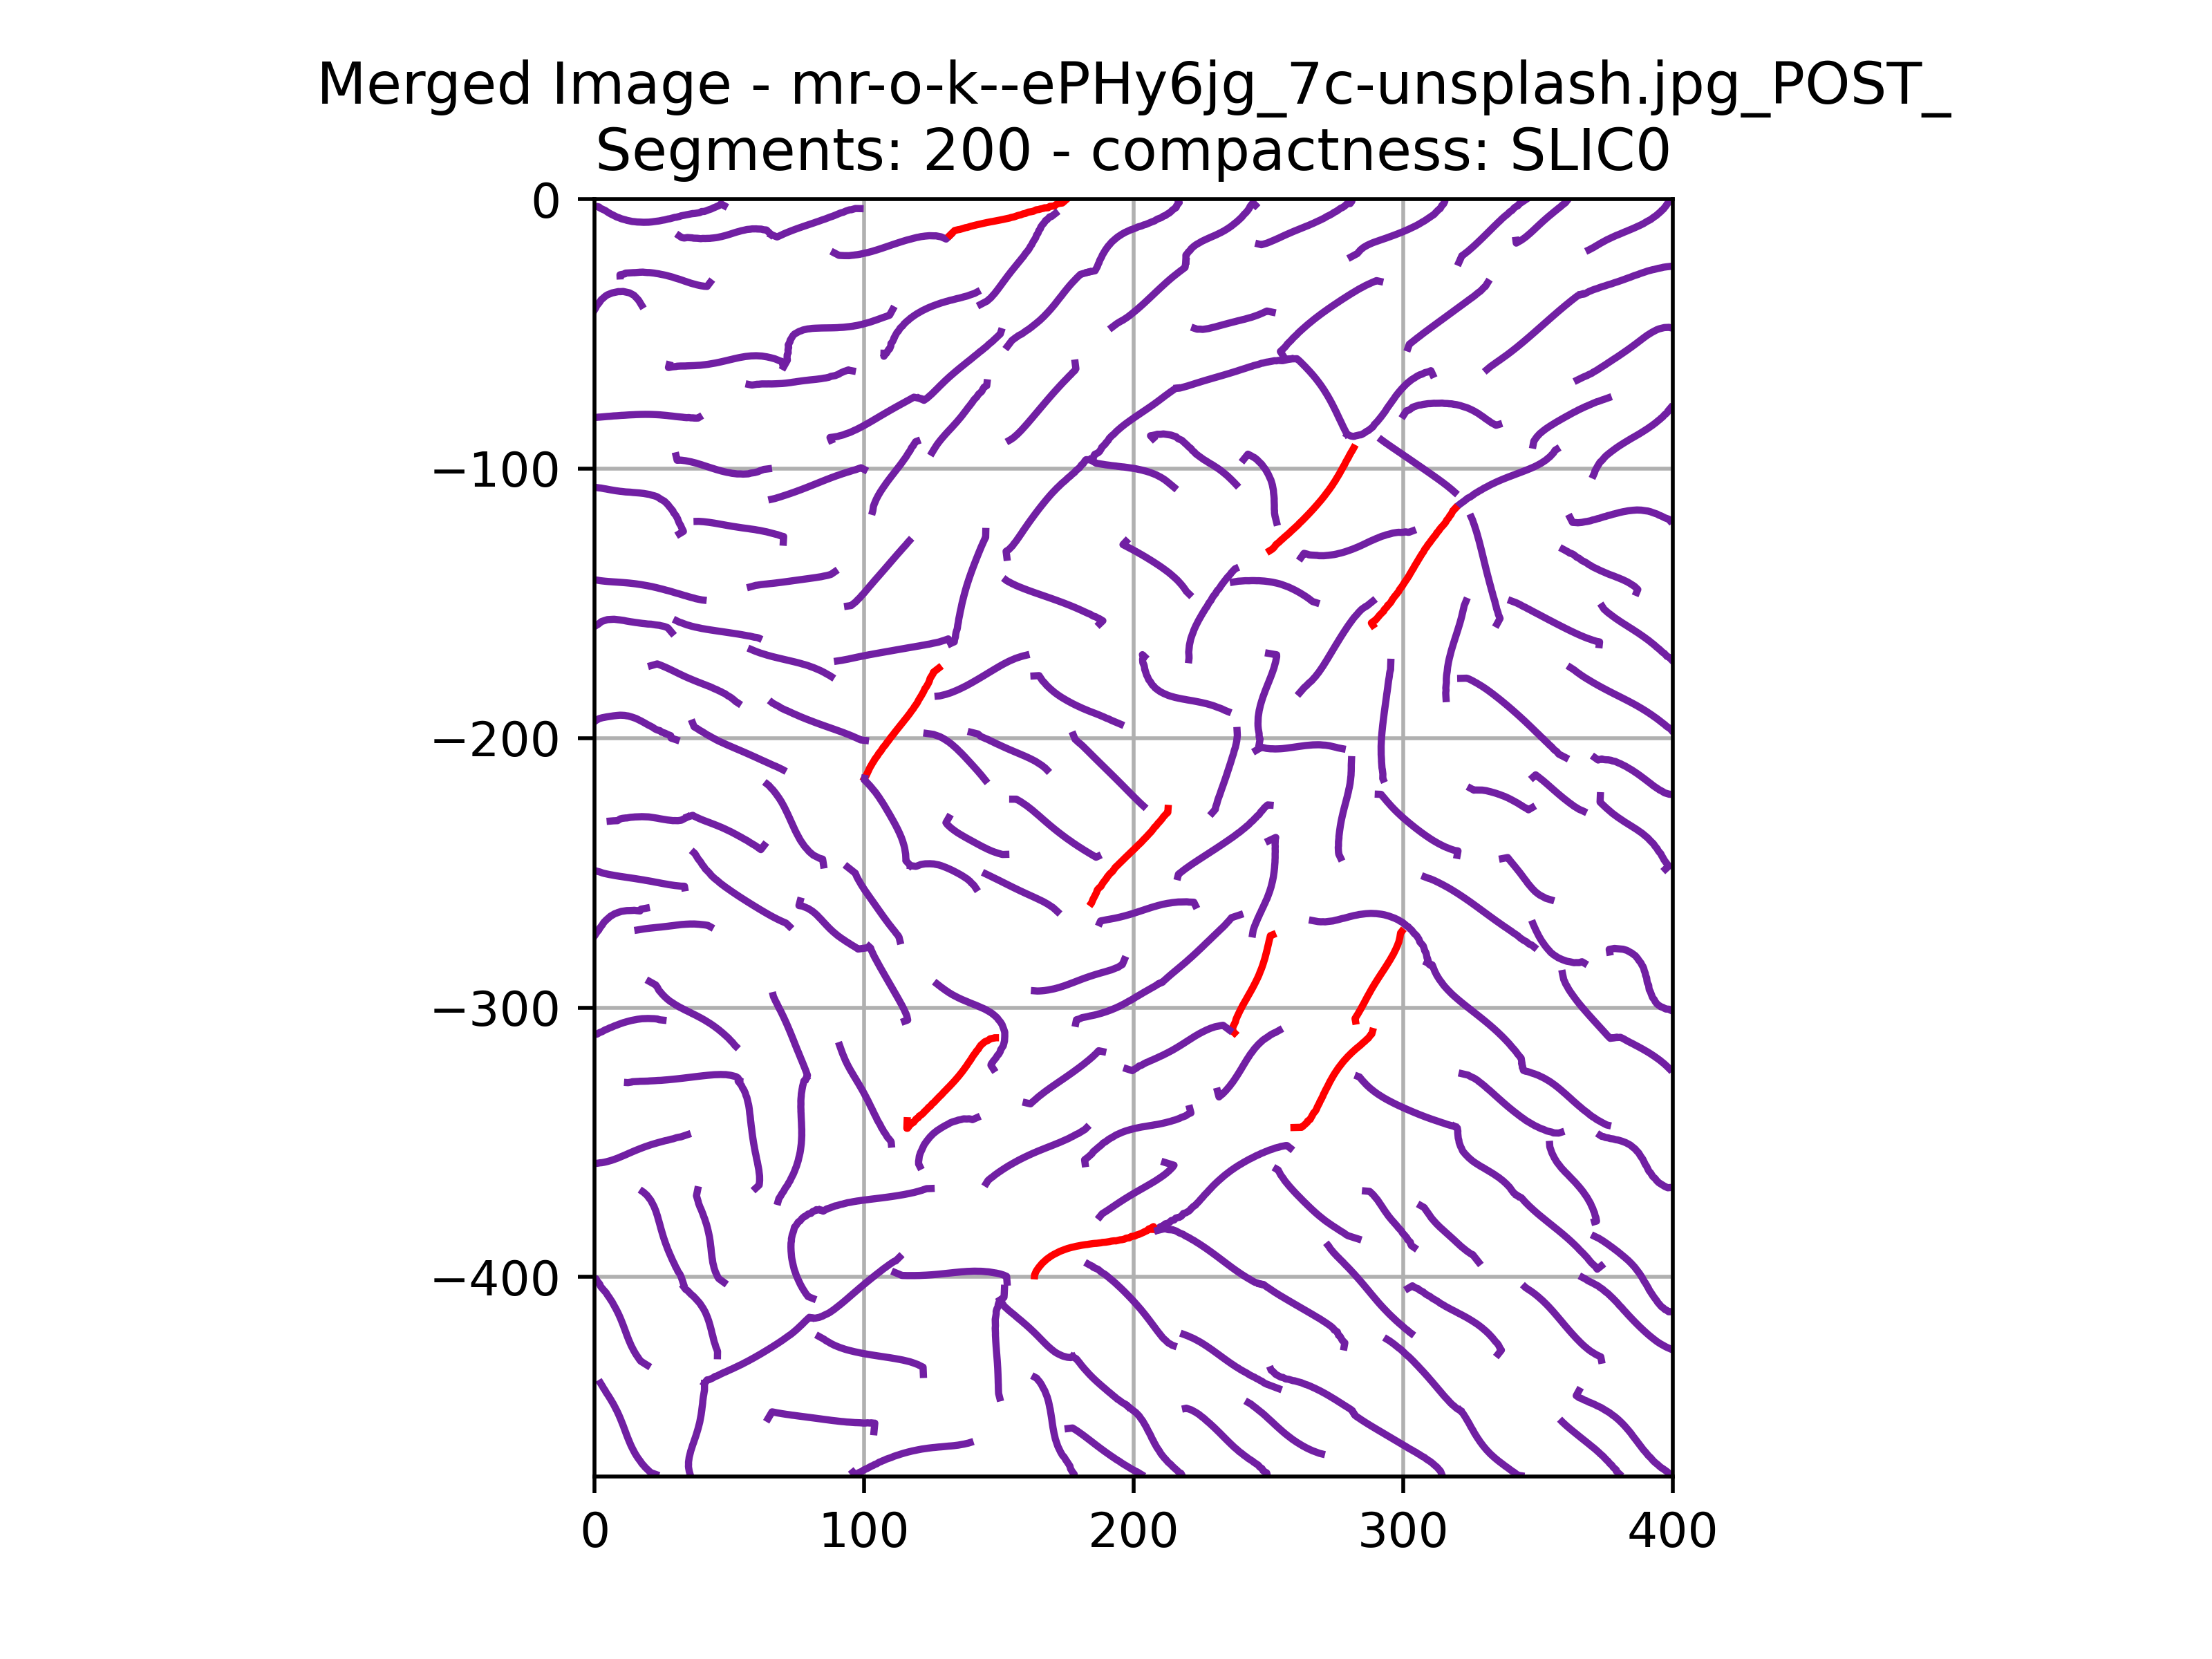 Merged Image - mr-o-k--ePHy6jg_7c-unsplash.jpg_POST_
Segments: 200 - compactness: SLIC0
0
−100
−200
−300
−400
0 100 200 300 400